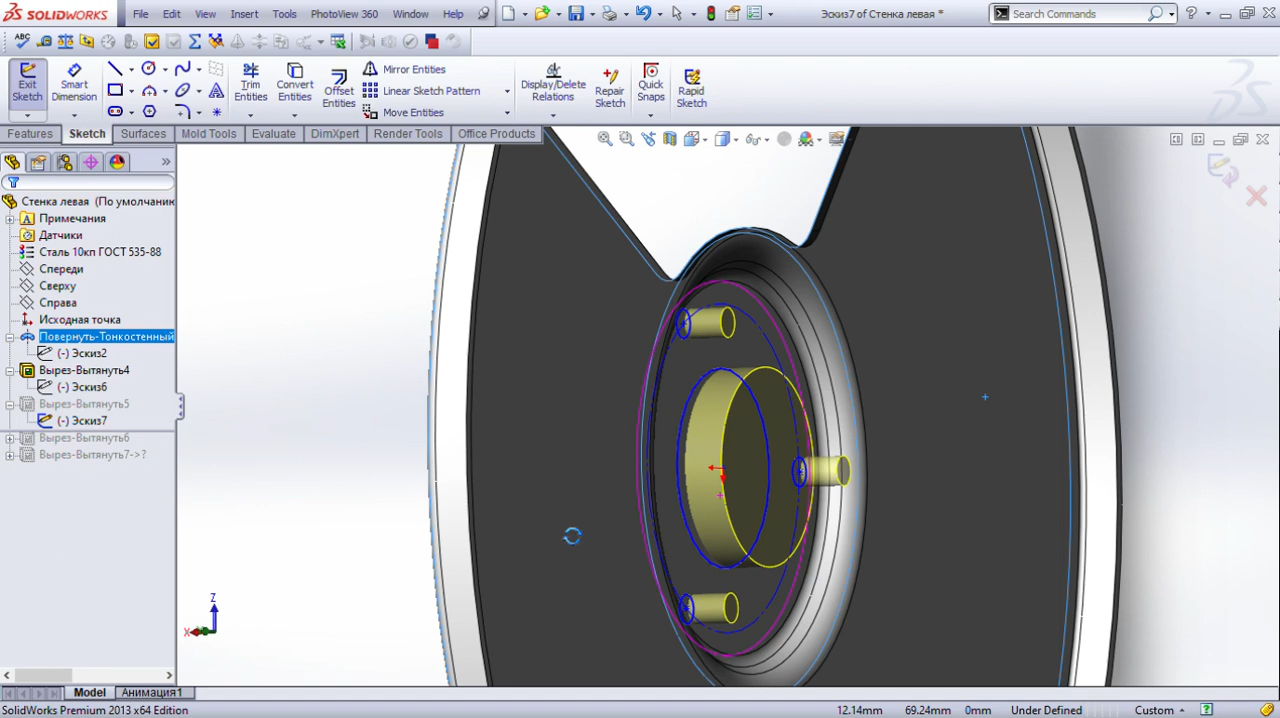 SOLIDWORKS File Edit View Insert Tools PhotoView 360 Window Help Эскиз7 of Стенка левая * Search Commands
Exit Sketch
Smart Dimension
Trim Entities
Convert Entities
Offset Entities
Mirror Entities
Linear Sketch Pattern
Move Entities
Display/Delete Relations
Repair Sketch
Quick Snaps
Rapid Sketch
Features Sketch Surfaces Mold Tools Evaluate DimXpert Render Tools Office Products
Стенка левая (По умолчанию
Примечания
Датчики
Сталь 10кп ГОСТ 535-88
Спереди
Сверху
Справа
Исходная точка
Повернуть-Тонкостенный
(-) Эскиз2
Вырез-Вытянуть4
(-) Эскиз6
Вырез-Вытянуть5
(-) Эскиз7
Вырез-Вытянуть6
Вырез-Вытянуть7->?
Z
X
Model Анимация1
SolidWorks Premium 2013 x64 Edition 12.14mm 69.24mm 0mm Under Defined Custom